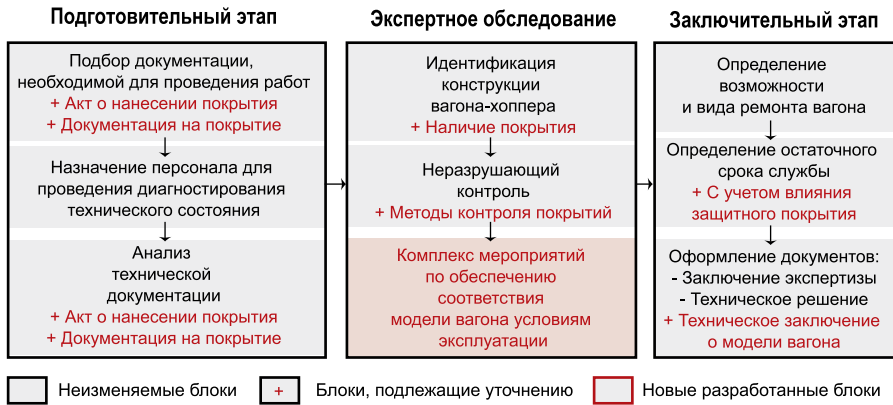 Подготовительный этап
Подбор документации,
необходимой для проведения работ
+ Акт о нанесении покрытия
+ Документация на покрытие
Назначение персонала для
проведения диагностирования
технического состояния
Анализ
технической
документации
+ Акт о нанесении покрытия
+ Документация на покрытие
Экспертное обследование
Идентификация
конструкции
вагона-хоппера
+ Наличие покрытия
Неразрушающий
контроль
+ Методы контроля покрытий
Комплекс мероприятий
по обеспечению
соответствия
модели вагона условиям
эксплуатации
Заключительный этап
Определение
возможности
и вида ремонта вагона
Определение остаточного
срока службы
+ С учетом влияния
защитного покрытия
Оформление документов:
- Заключение экспертизы
- Техническое решение
+ Техническое заключение
о модели вагона
Неизменяемые блоки
+ Блоки, подлежащие уточнению
Новые разработанные блоки